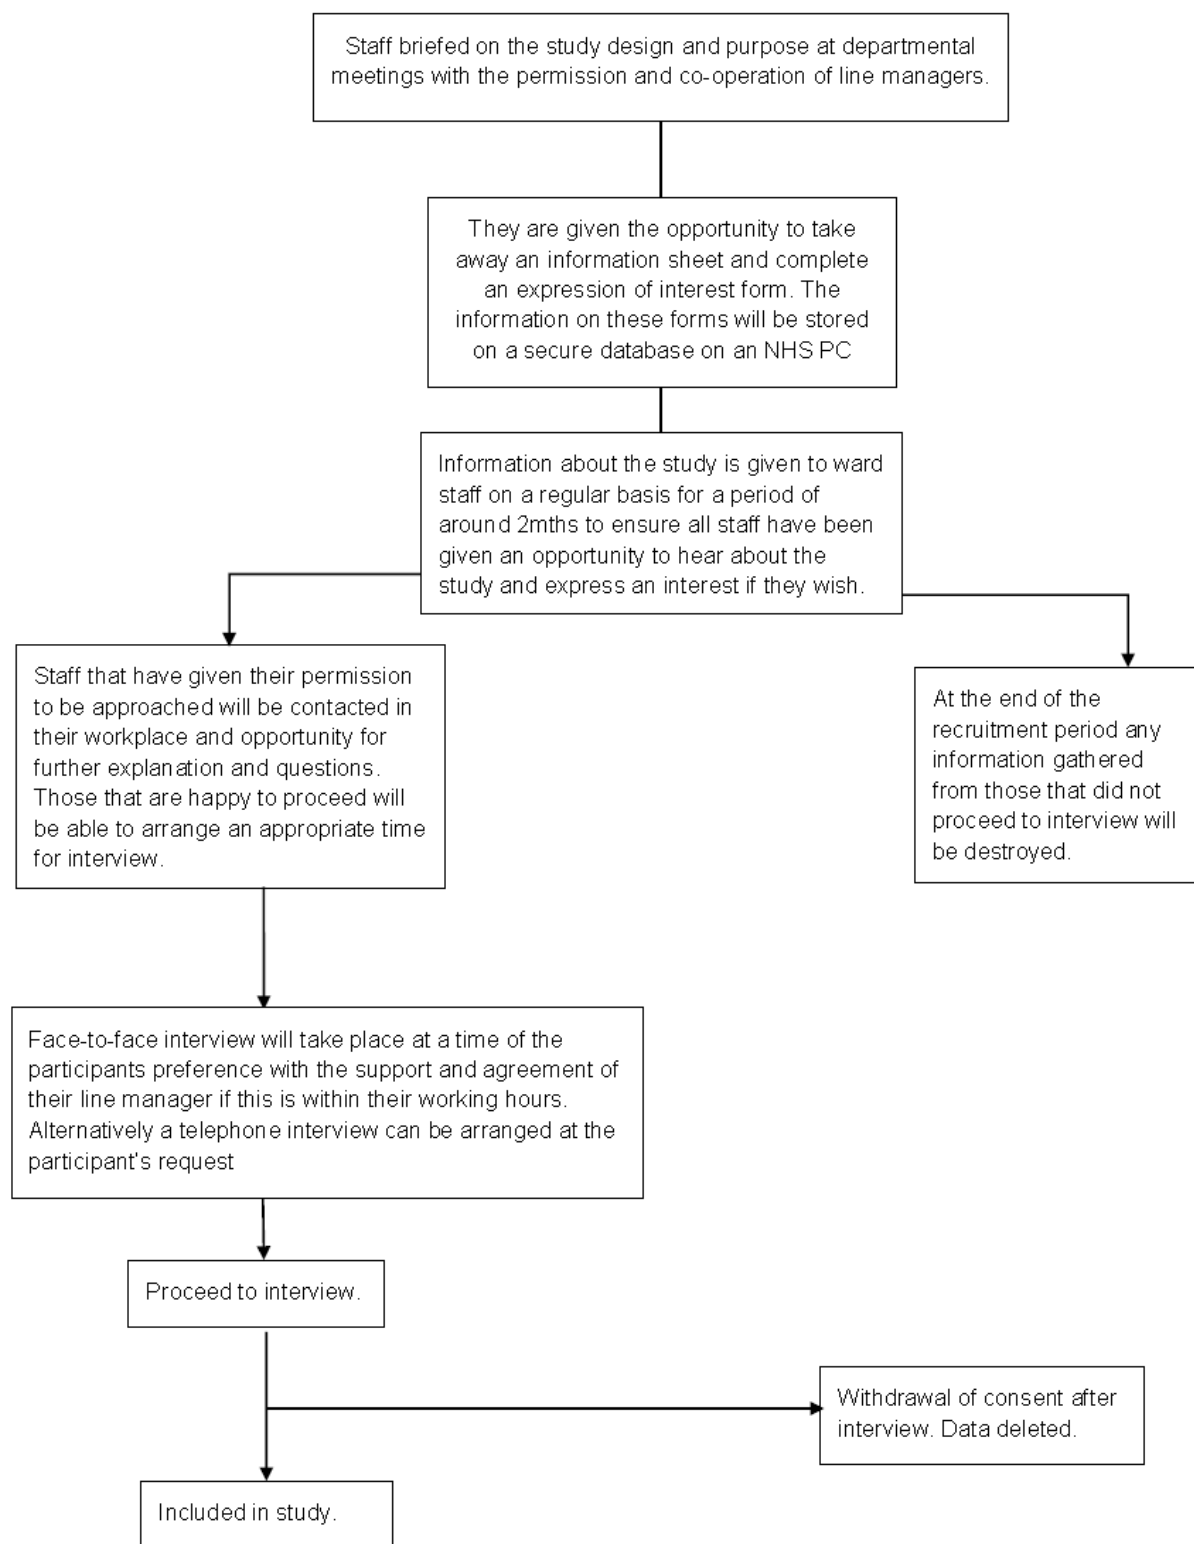 Staff briefed on the study design and purpose at departmental
meetings with the permission and co-operation of line managers.
They are given the opportunity to take
away an information sheet and complete
an expression of interest form. The
information on these forms will be stored
on a secure database on an NHS PC
Information about the study is given to ward
staff on a regular basis for a period of
around 2mths to ensure all staff have been
given an opportunity to hear about the
study and express an interest if they wish.
Staff that have given their permission
to be approached will be contacted in
their workplace and opportunity for
further explanation and questions.
Those that are happy to proceed will
be able to arrange an appropriate time
for interview.
At the end of the
recruitment period any
information gathered
from those that did not
proceed to interview will
be destroyed.
Face-to-face interview will take place at a time of the
participants preference with the support and agreement of
their line manager if this is within their working hours.
Alternatively a telephone interview can be arranged at the
participant's request
Proceed to interview.
Withdrawal of consent after
interview. Data deleted.
Included in study.